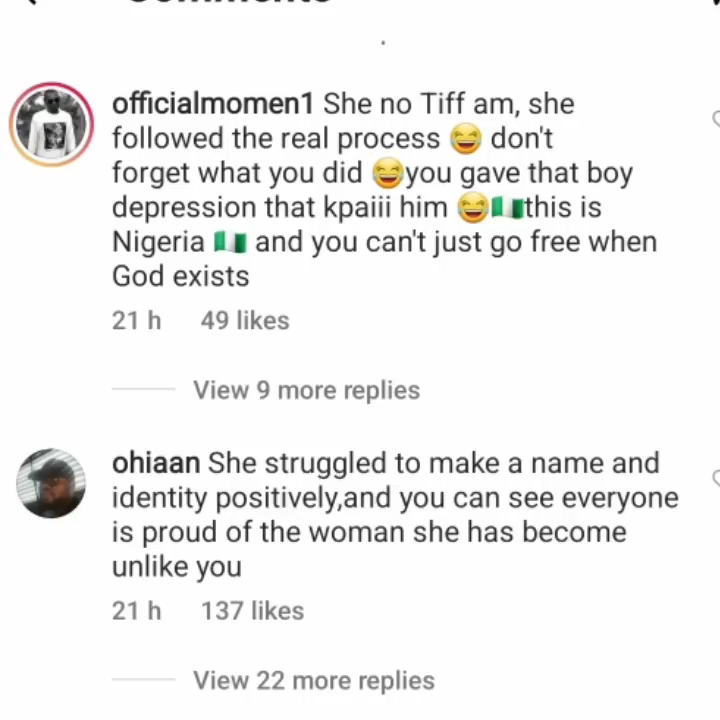 officialmomen1 She no Tiff am, she
followed the real process 😂 don't
forget what you did 😂you gave that boy
depression that kpaiii him 😂🇳🇬this is
Nigeria 🇳🇬 and you can't just go free when
God exists
21 h 49 likes
View 9 more replies
ohiaan She struggled to make a name and
identity positively,and you can see everyone
is proud of the woman she has become
unlike you
21 h 137 likes
View 22 more replies